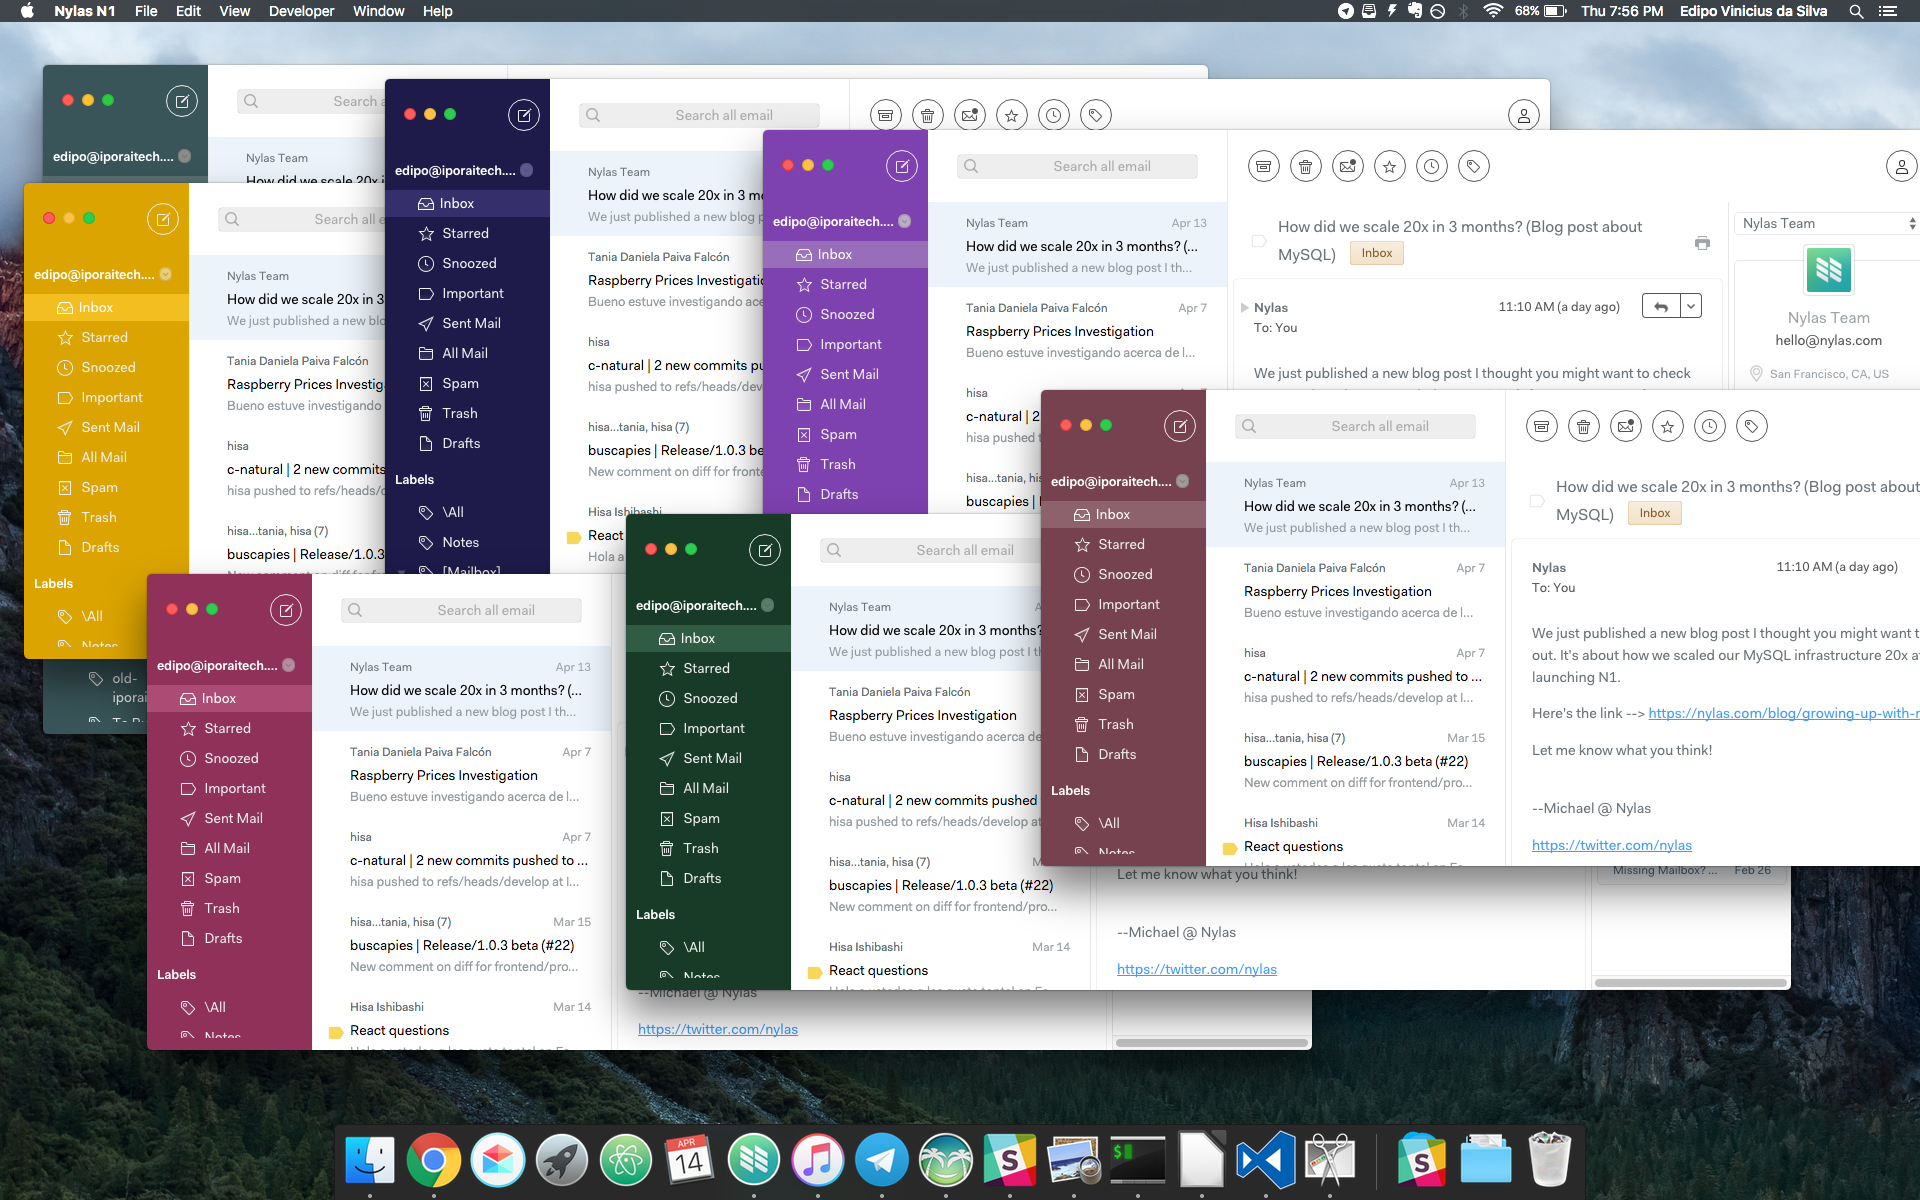 Nylas N1 File Edit View Developer Window Help
68% Thu 7:56 PM Edipo Vinicius da Silva
edipo@iporaitech....
Search a
Nylas Team
How did we scale 20x i
old-
iporai
edipo@iporaitech....
Inbox
Starred
Snoozed
Important
Sent Mail
All Mail
Spam
Trash
Drafts
Labels
\All
Notes
Search all e
Nylas Team
How did we scale 20x in 3
We just published a new blo
Tania Daniela Paiva Falcón
Raspberry Prices Investig
Bueno estuve investigando
hisa
c-natural | 2 new commits
hisa pushed to refs/heads/d
hisa...tania, hisa (7)
buscapies | Release/1.0.3
New comment on diff for fr
edipo@iporaitech....
Inbox
Starred
Snoozed
Important
Sent Mail
All Mail
Spam
Trash
Drafts
Labels
\All
Notes
[Mailbox]
Search all email
Nylas Team
How did we scale 20x in 3 mo
We just published a new blog p
Tania Daniela Paiva Falcón
Raspberry Prices Investigatio
Bueno estuve investigando ace
hisa
c-natural | 2 new commits pu
hisa pushed to refs/heads/dev
hisa...tania, hisa (7)
buscapies | Release/1.0.3 be
New comment on diff for fronte
Hisa Ishibashi
React
Hola a
edipo@iporaitech....
Inbox
Starred
Snoozed
Important
Sent Mail
All Mail
Spam
Trash
Drafts
Search all email
Nylas Team Apr 13
How did we scale 20x in 3 months? (...
We just published a new blog post I th...
Tania Daniela Paiva Falcón Apr 7
Raspberry Prices Investigation
Bueno estuve investigando acerca de l...
hisa
c-natural | 2
hisa pushed t
hisa...tania, h
buscapies |
How did we scale 20x in 3 months? (Blog post about
MySQL) Inbox
Nylas 11:10 AM (a day ago)
To: You
We just published a new blog post I thought you might want to check
Nylas Team
Nylas Team
hello@nylas.com
San Francisco, CA, US
edipo@iporaitech....
Inbox
Starred
Snoozed
Important
Sent Mail
All Mail
Spam
Trash
Drafts
Labels
\All
Notes
Search all email
Nylas Team Apr 13
How did we scale 20x in 3 months? (...
We just published a new blog post I th...
Tania Daniela Paiva Falcón Apr 7
Raspberry Prices Investigation
Bueno estuve investigando acerca de l...
hisa Apr 7
c-natural | 2 new commits pushed to ...
hisa pushed to refs/heads/develop at l...
hisa...tania, hisa (7) Mar 15
buscapies | Release/1.0.3 beta (#22)
New comment on diff for frontend/pro...
Hisa Ishibashi Mar 14
React questions
How did we scale 20x in 3 months? (Blog post about
MySQL) Inbox
Nylas 11:10 AM (a day ago)
To: You
We just published a new blog post I thought you might want t
out. It's about how we scaled our MySQL infrastructure 20x a
launching N1.
Here's the link --> https://nylas.com/blog/growing-up-with-
Let me know what you think!
--Michael @ Nylas
https://twitter.com/nylas
edipo@iporaitech....
Inbox
Starred
Snoozed
Important
Sent Mail
All Mail
Spam
Trash
Drafts
Labels
\All
Notes
Search all email
Nylas Team
How did we scale 20x in 3 months?
We just published a new blog post I th
Tania Daniela Paiva Falcón
Raspberry Prices Investigation
Bueno estuve investigando acerca de
hisa
c-natural | 2 new commits pushed
hisa pushed to refs/heads/develop at
hisa...tania, hisa (7)
buscapies | Release/1.0.3 beta (#22)
New comment on diff for frontend/pro...
Hisa Ishibashi Mar 14
React questions
Let me know what you think!
--Michael @ Nylas
https://twitter.com/nylas
Missing Mailbox? ... Feb 26
edipo@iporaitech....
Inbox
Starred
Snoozed
Important
Sent Mail
All Mail
Spam
Trash
Drafts
Labels
\All
Notes
Search all email
Nylas Team Apr 13
How did we scale 20x in 3 months? (...
We just published a new blog post I th...
Tania Daniela Paiva Falcón Apr 7
Raspberry Prices Investigation
Bueno estuve investigando acerca de l...
hisa Apr 7
c-natural | 2 new commits pushed to ...
hisa pushed to refs/heads/develop at l...
hisa...tania, hisa (7) Mar 15
buscapies | Release/1.0.3 beta (#22)
New comment on diff for frontend/pro...
Hisa Ishibashi Mar 14
React questions
--Michael @ Nylas
https://twitter.com/nylas
APR
14
S
$
S